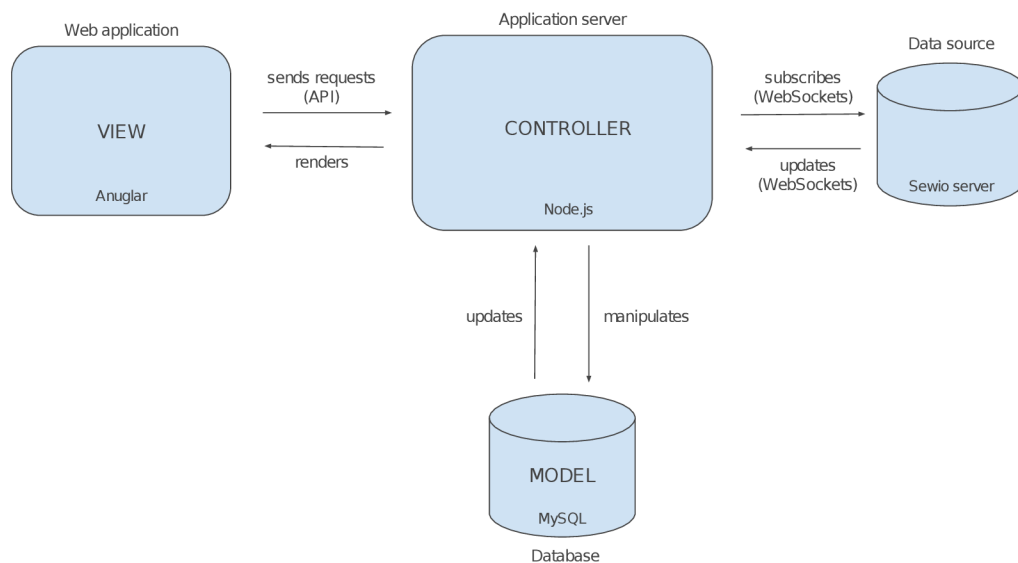 Web application
Application server
Data source
VIEW
Anuglar
sends requests
(API)
renders
CONTROLLER
Node.js
subscribes
(WebSockets)
updates
(WebSockets)
Sewio server
updates
manipulates
MODEL
MySQL
Database